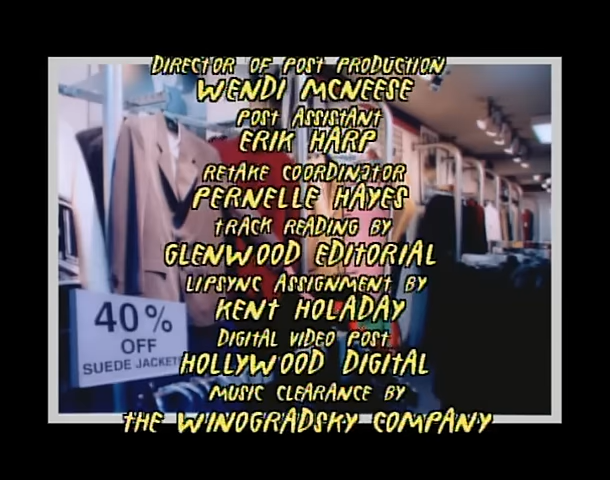 DIRECTOR OF POST PRODUCTION
WENDI MCNEESE
POST ASSISTANT
ERIK HARP
RETAKE COORDINATOR
PERNELLE HAYES
TRACK READING BY
GLENWOOD EDITORIAL
LIPSYNC ASSIGNMENT BY
KENT HOLADAY
DIGITAL VIDEO POST
HOLLYWOOD DIGITAL
MUSIC CLEARANCE BY
THE WINOGRADSKY COMPANY
40%
OFF
SUEDE JACKET